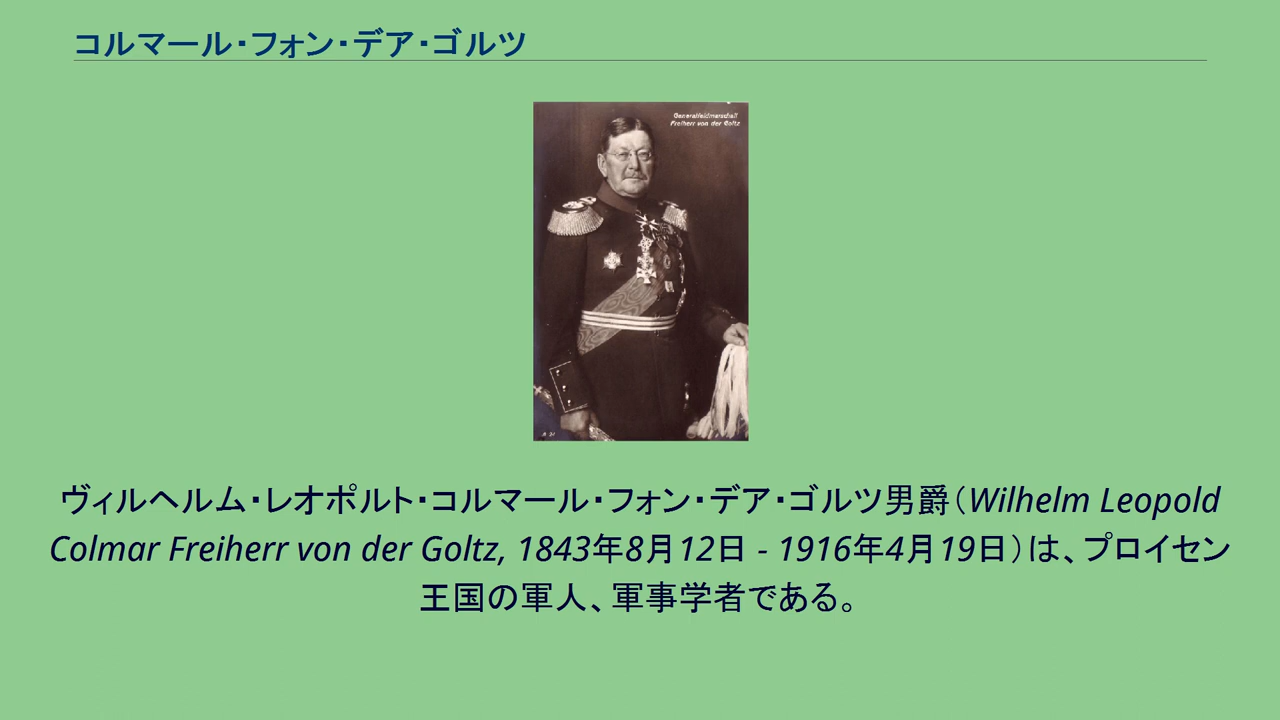 コルマール・フォン・デア・ゴルツ
Generalfeldmarschall
Freiherr von der Goltz
ヴィルヘルム・レオポルト・コルマール・フォン・デア・ゴルツ男爵（Wilhelm Leopold
Colmar Freiherr von der Goltz, 1843年8月12日 - 1916年4月19日）は、プロイセン
王国の軍人、軍事学者である。